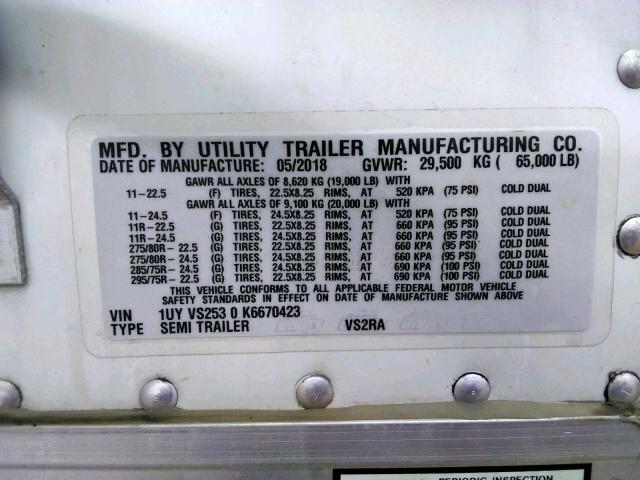 MFD. BY UTILITY TRAILER MANUFACTURING CO.
DATE OF MANUFACTURE: 05/2018 GVWR: 29,500 KG ( 65,000 LB)
GAWR ALL AXLES OF 8,620 KG (19,000 LB) WITH
11-22.5 (F) TIRES, 22.5X8.25 RIMS, AT 520 KPA (75 PSI) COLD DUAL
GAWR ALL AXLES OF 9,100 KG (20,000 LB) WITH
11-24.5 (F) TIRES, 24.5X8.25 RIMS, AT 520 KPA (75 PSI) COLD DUAL
11R-22.5 (G) TIRES, 22.5X8.25 RIMS, AT 660 KPA (95 PSI) COLD DUAL
11R-24.5 (G) TIRES, 24.5X8.25 RIMS, AT 660 KPA (95 PSI) COLD DUAL
275/80R- 22.5 (G) TIRES, 22.5X8.25 RIMS, AT 660 KPA (95 PSI) COLD DUAL
275/80R- 24.5 (G) TIRES, 24.5X8.25 RIMS, AT 660 KPA (95 PSI) COLD DUAL
285/75R- 24.5 (G) TIRES, 24.5X8.25 RIMS, AT 690 KPA (100 PSI) COLD DUAL
295/75R- 22.5 (G) TIRES, 22.5X8.25 RIMS, AT 690 KPA (100 PSI) COLD DUAL
THIS VEHICLE CONFORMS TO ALL APPLICABLE FEDERAL MOTOR VEHICLE
SAFETY STANDARDS IN EFFECT ON DATE OF MANUFACTURE SHOWN ABOVE
VIN 1UY VS253 0 K6670423
TYPE SEMI TRAILER VS2RA
PERIODIC INSPECTION